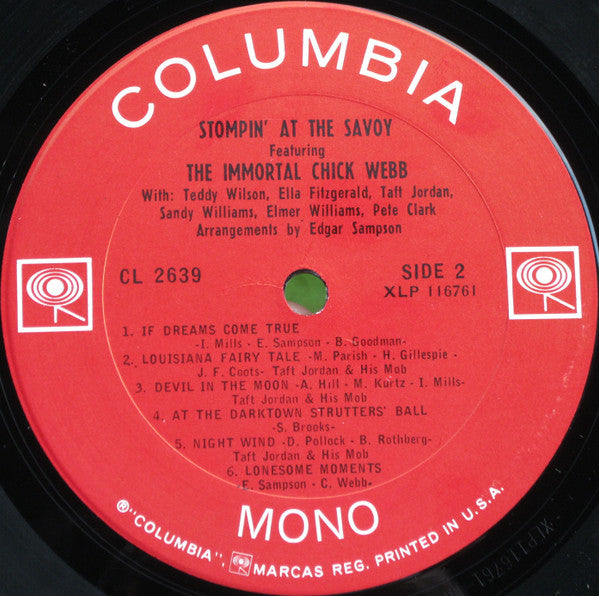 COLUMBIA
STOMPIN' AT THE SAVOY
Featuring
THE IMMORTAL CHICK WEBB
With: Teddy Wilson, Ella Fitzgerald, Taft Jordan,
Sandy Williams, Elmer Williams, Pete Clark
Arrangements by Edgar Sampson
CL 2639
SIDE 2
XLP 116761
1. IF DREAMS COME TRUE
-I. Mills - E. Sampson - B. Goodman-
2. LOUISIANA FAIRY TALE -M. Parish - H. Gillespie -
J. F. Coots- Taft Jordan & His Mob
3. DEVIL IN THE MOON -A. Hill - M. Kurtz - I. Mills-
Taft Jordan & His Mob
4. AT THE DARKTOWN STRUTTERS' BALL
-S. Brooks-
5. NIGHT WIND -D. Pollock - B. Rothberg-
Taft Jordan & His Mob
6. LONESOME MOMENTS
E. Sampson - C. Webb-
MONO
®"COLUMBIA", MARCAS REG. PRINTED IN U.S.A.
XLP116761